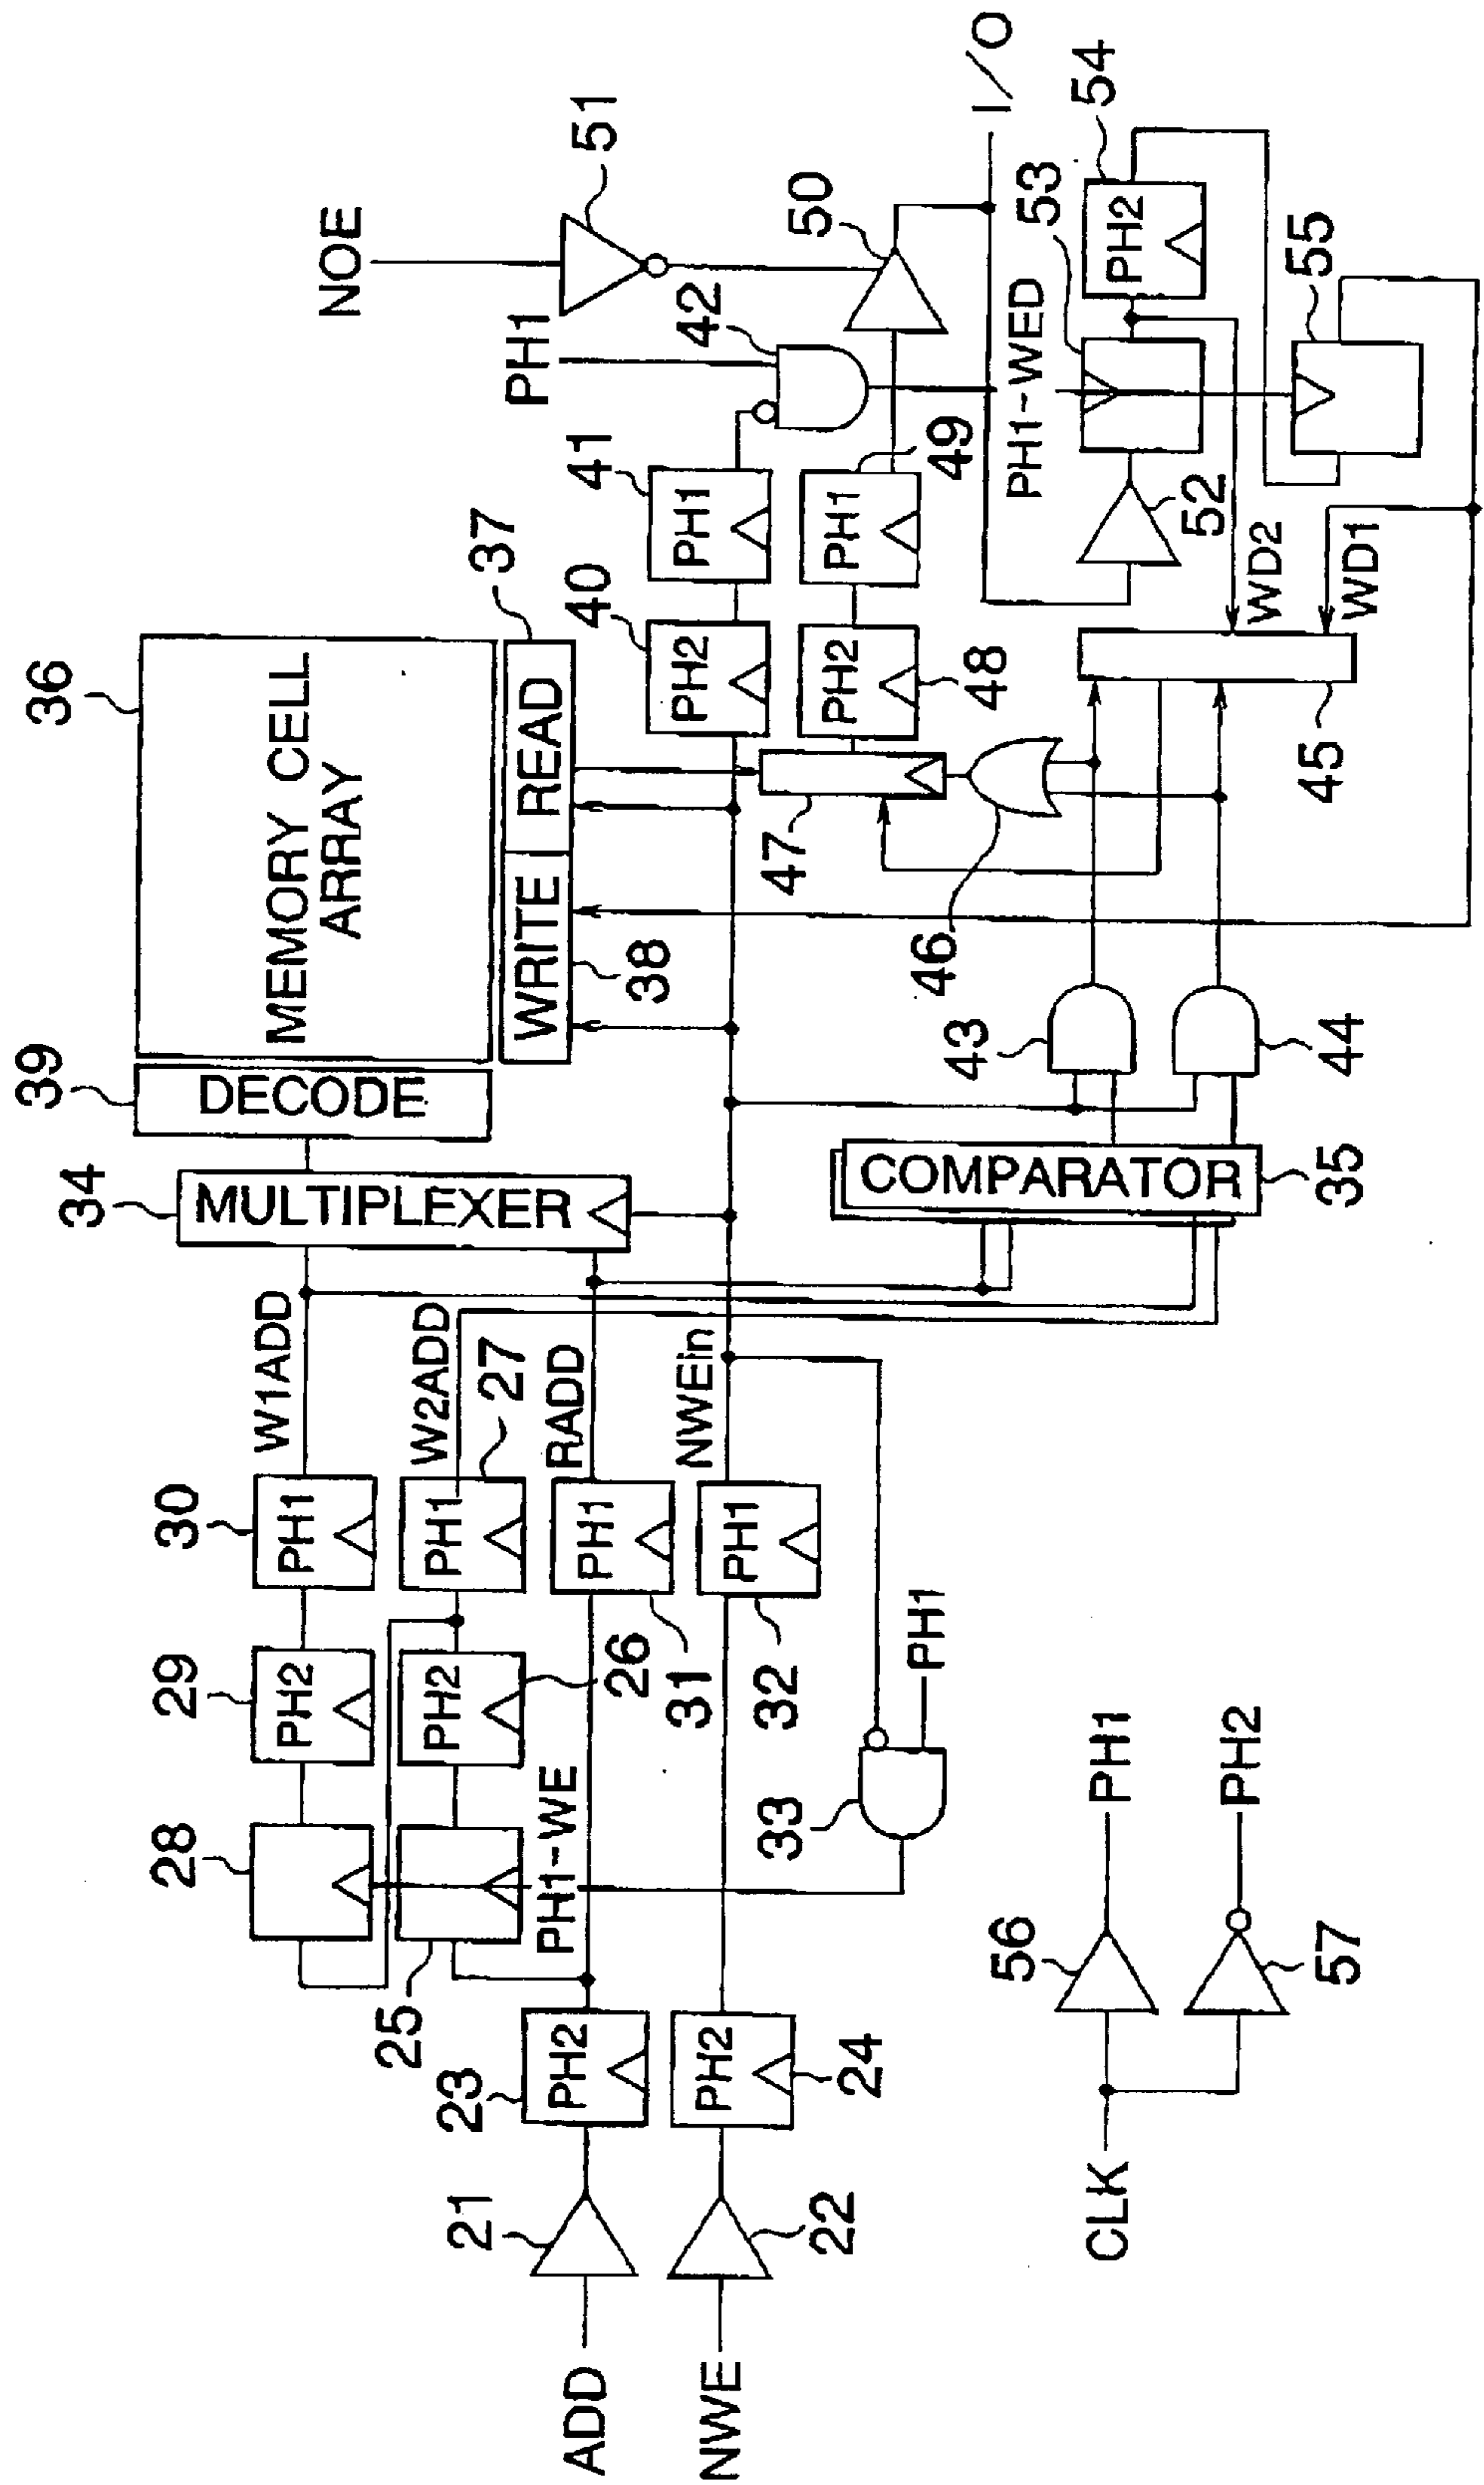 ADD
NWE
21
22
23
PH2
24
PH2
25
PH1-WE
28
26
PH2
29
PH2
30
PH1
27
PH1
31
PH1
32
PH1
33
PH1
W1ADD
W2ADD
RADD
NWEin
34
MULTIPLEXER
39
DECODE
36
MEMORY CELL
ARRAY
WRITE
READ
37
38
COMPARATOR
35
43
44
40
PH2
41
PH1
42
PH1
NOE
51
46
47
48
PH2
49
PH1
50
I/O
PH1-WED
45
WD2
WD1
52
53
54
PH2
55
CLK
56
57
PH1
PH2